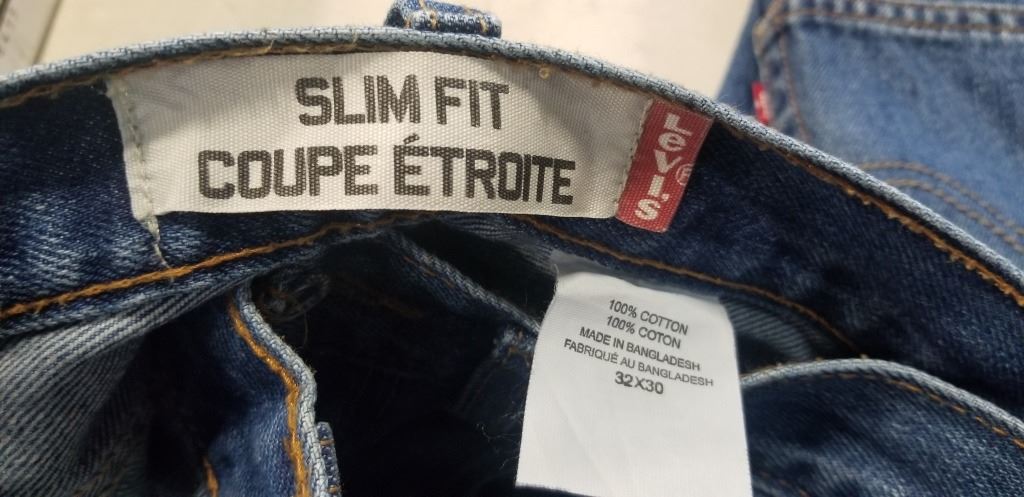 SLIM FIT
COUPE ÉTROITE
LEVI'S®
100% COTTON
100% COTON
MADE IN BANGLADESH
FABRIQUÉ AU BANGLADESH
32X30